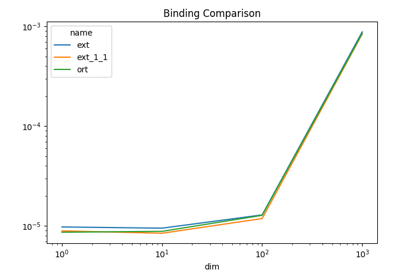 Binding Comparison
name
ext
ext_1_1
ort
10⁻³
10⁻⁴
10⁻⁵
10⁰
10¹
10²
10³
dim